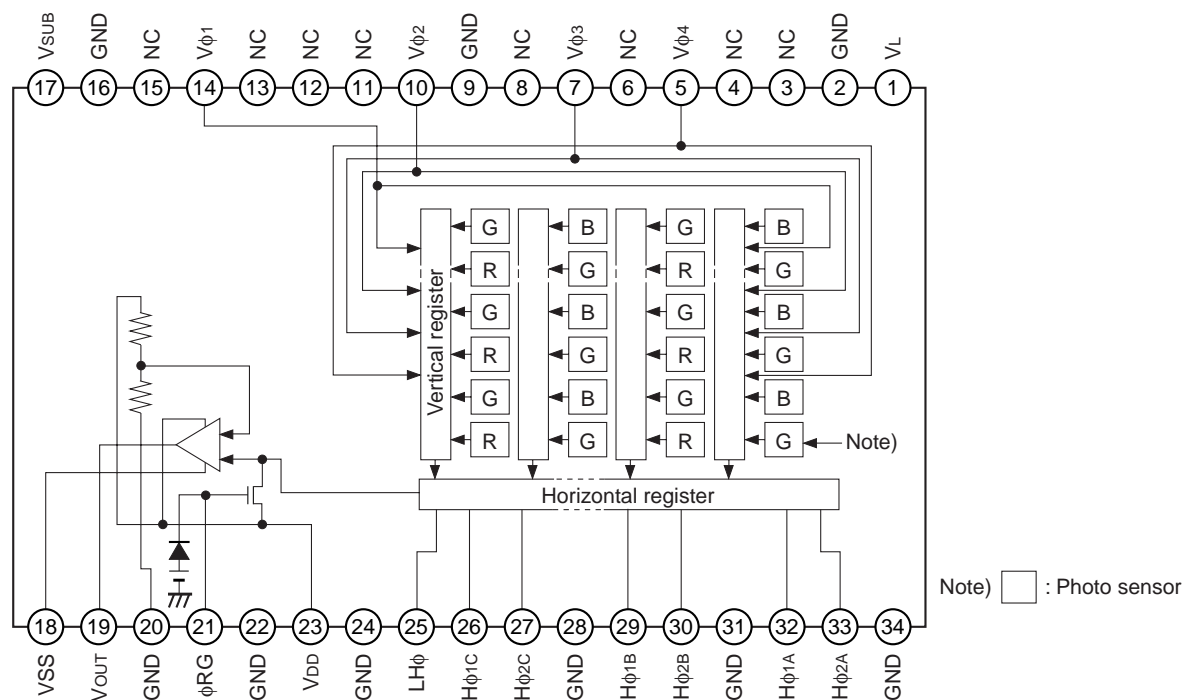 VSUB GND NC Vϕ1 NC NC NC Vϕ2 GND NC Vϕ3 NC Vϕ4 NC NC GND VL
17 16 15 14 13 12 11 10 9 8 7 6 5 4 3 2 1
G B G B
R G R G
G B G B
R G R G
G B G B
R G R G
Vertical register
Note)
Horizontal register
Note) : Photo sensor
18 19 20 21 22 23 24 25 26 27 28 29 30 31 32 33 34
VSS VOUT GND ϕRG GND VDD GND LHϕ Hϕ1C Hϕ2C GND Hϕ1B Hϕ2B GND Hϕ1A Hϕ2A GND